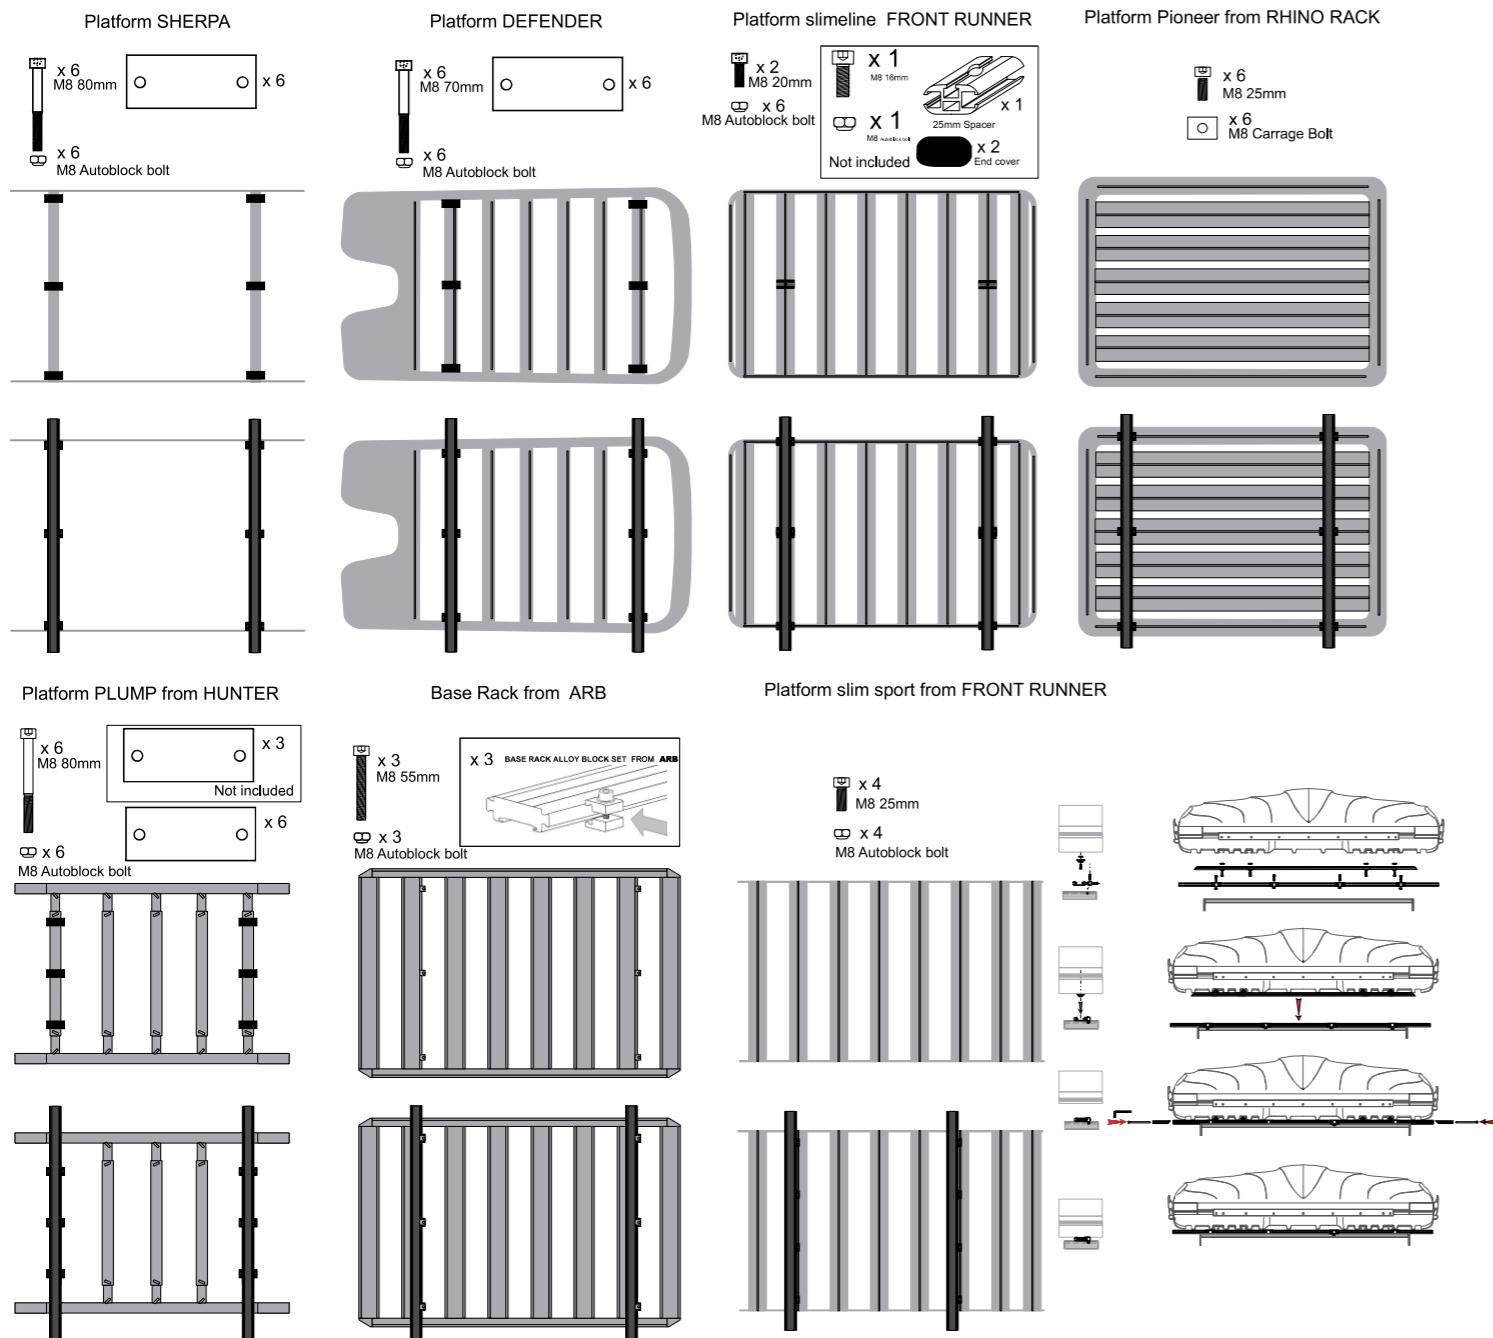 Platform SHERPA
x 6
M8 80mm
x 6
x 6
M8 Autoblock bolt
Platform DEFENDER
x 6
M8 70mm
x 6
x 6
M8 Autoblock bolt
Platform slimeline FRONT RUNNER
x 2
M8 20mm
x 6
M8 Autoblock bolt
x 1
M8 16mm
x 1
M8 Autoblock bolt
Not included
x 1
25mm Spacer
x 2
End cover
Platform Pioneer from RHINO RACK
x 6
M8 25mm
x 6
M8 Carrage Bolt
Platform PLUMP from HUNTER
x 6
M8 80mm
x 3
Not included
x 6
x 6
M8 Autoblock bolt
Base Rack from ARB
x 3
M8 55mm
x 3
M8 Autoblock bolt
x 3 BASE RACK ALLOY BLOCK SET FROM ARB
Platform slim sport from FRONT RUNNER
x 4
M8 25mm
x 4
M8 Autoblock bolt